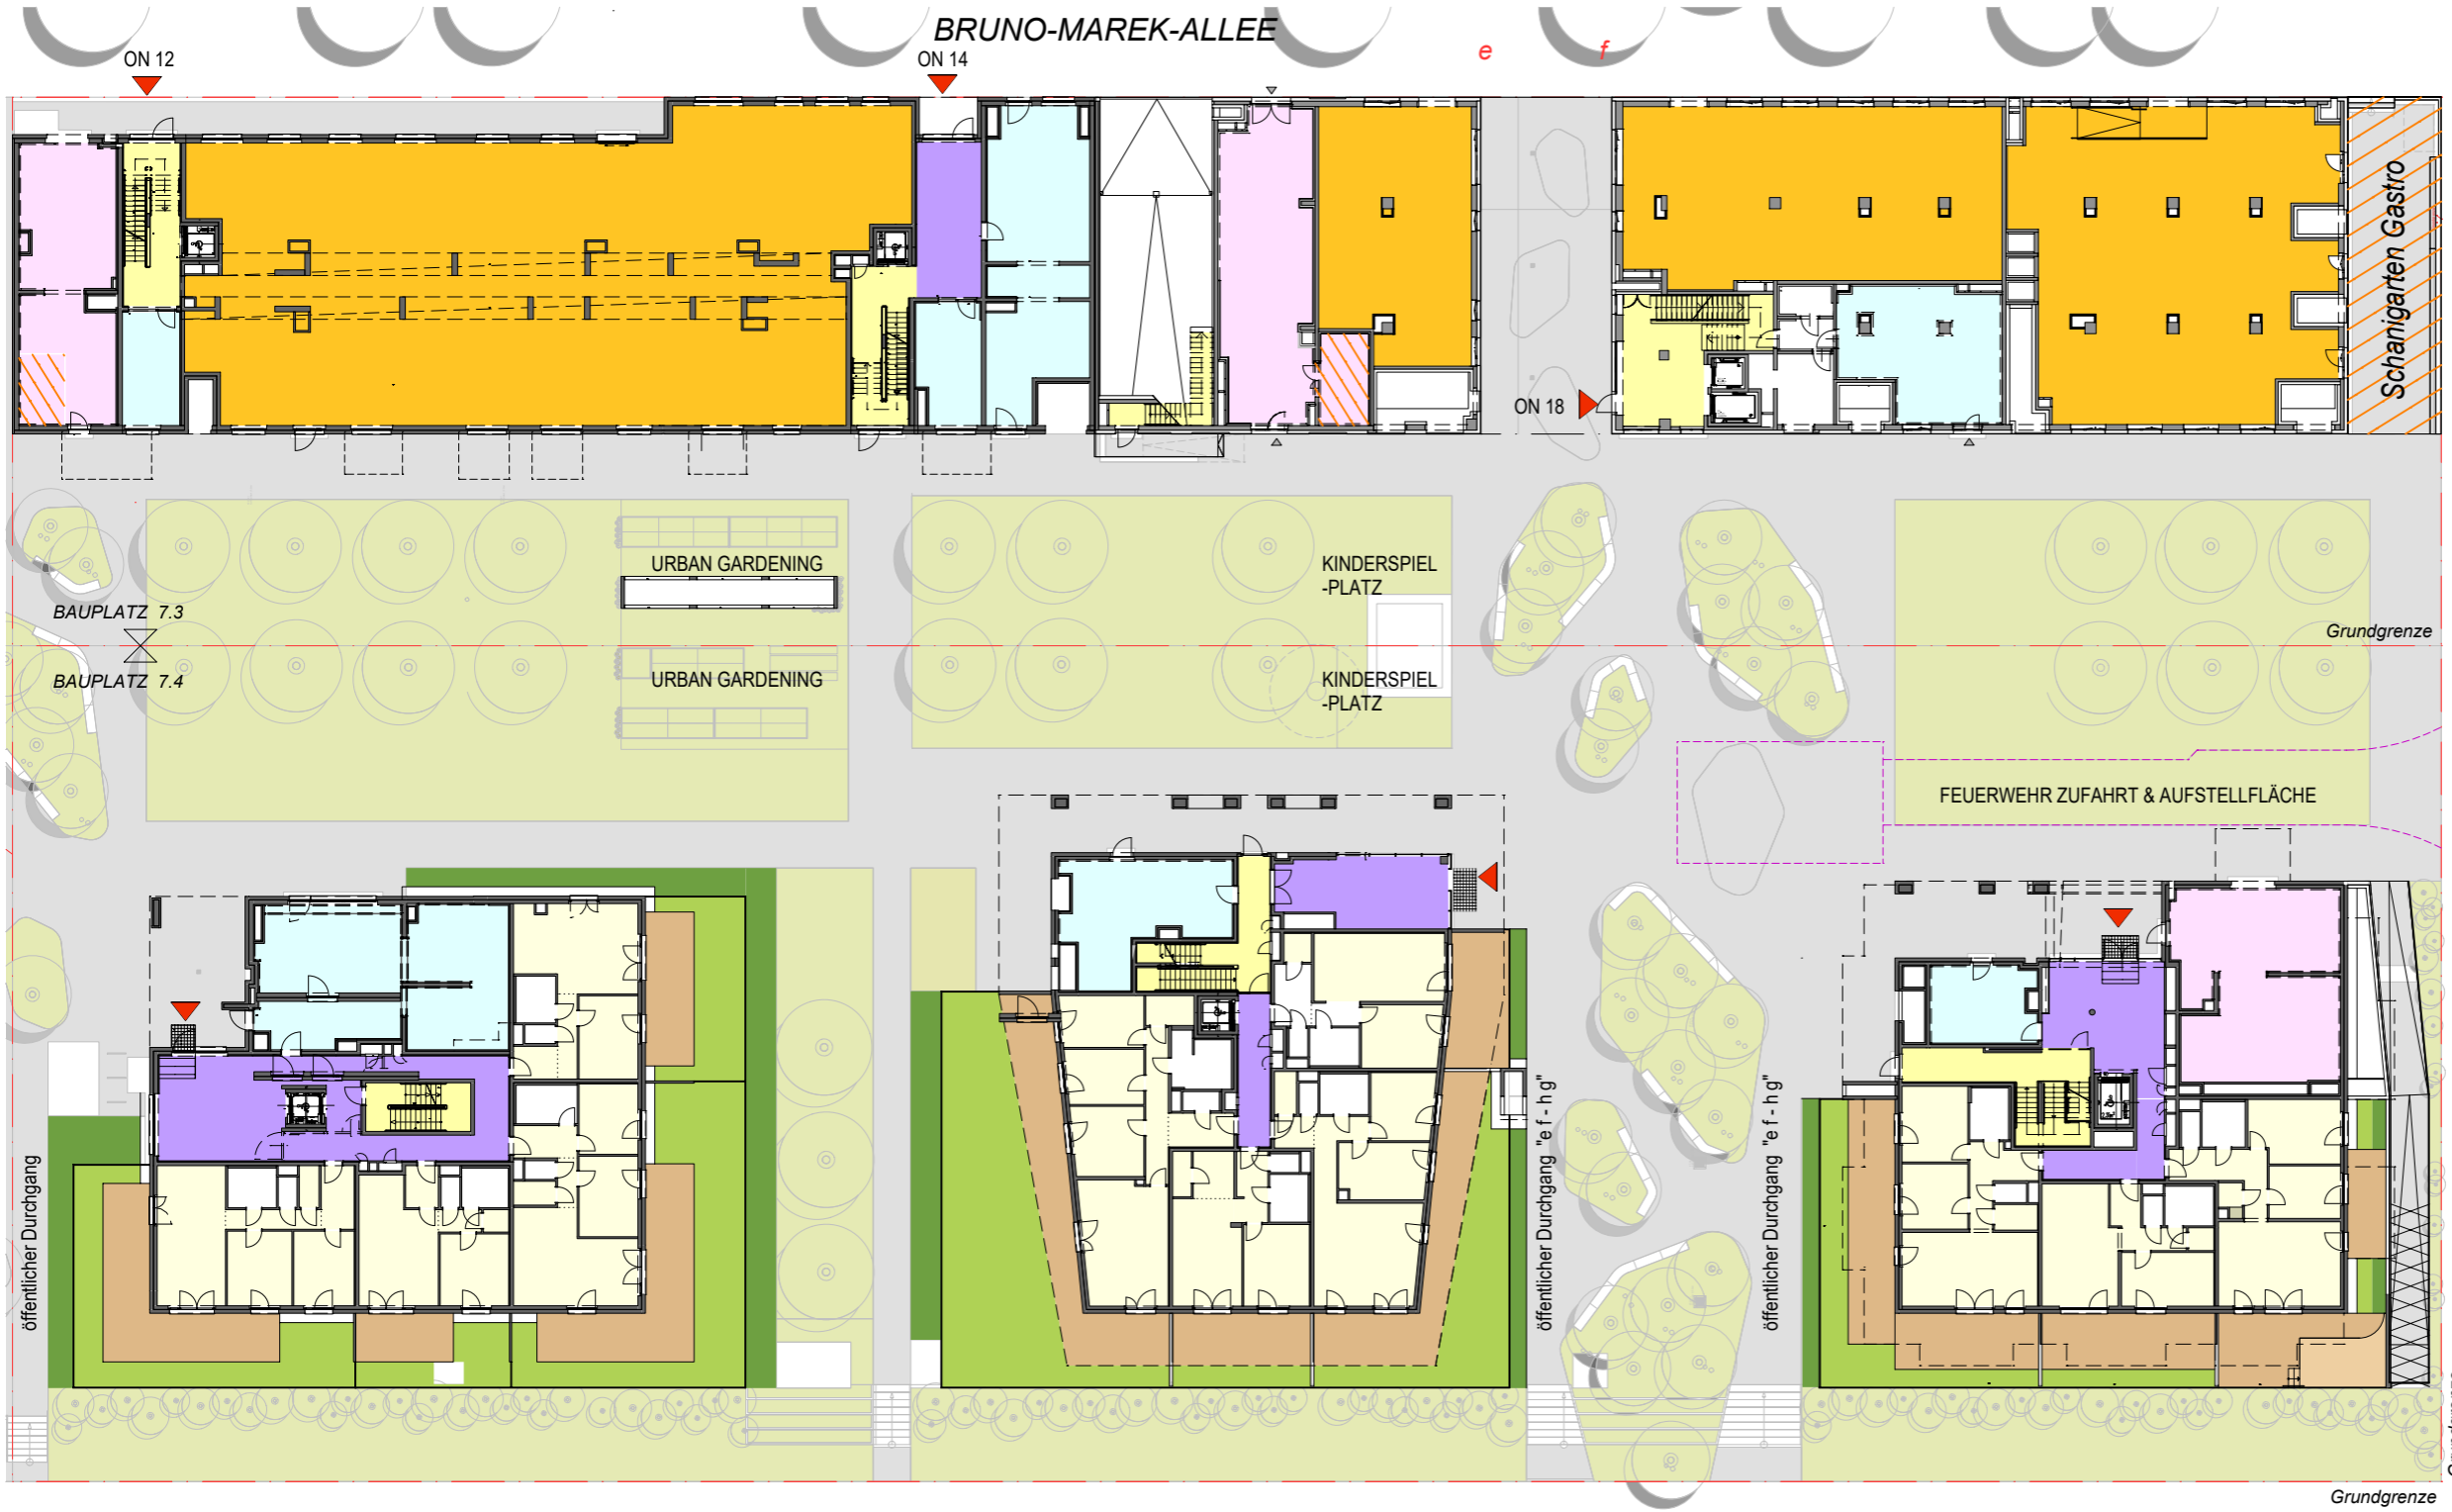 BRUNO-MAREK-ALLEE
e
f
ON 12
ON 14
Schanigarten Gastro
ON 18
URBAN GARDENING
KINDERSPIEL
-PLATZ
BAUPLATZ 7.3
Grundgrenze
BAUPLATZ 7.4
URBAN GARDENING
KINDERSPIEL
-PLATZ
FEUERWEHR ZUFAHRT & AUFSTELLFLÄCHE
öffentlicher Durchgang
öffentlicher Durchgang "e f - h g"
öffentlicher Durchgang "e f - h g"
Grundgrenze